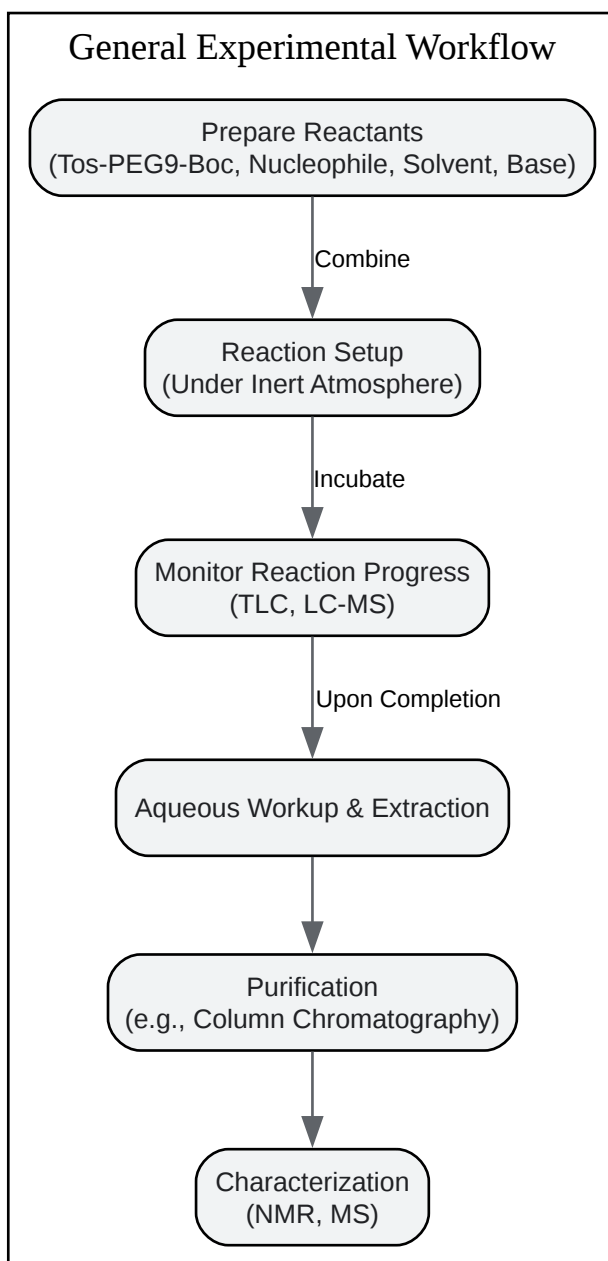 General Experimental Workflow
Prepare Reactants
(Tos-PEG9-Boc, Nucleophile, Solvent, Base)
Combine
Reaction Setup
(Under Inert Atmosphere)
Incubate
Monitor Reaction Progress
(TLC, LC-MS)
Upon Completion
Aqueous Workup & Extraction
Purification
(e.g., Column Chromatography)
Characterization
(NMR, MS)